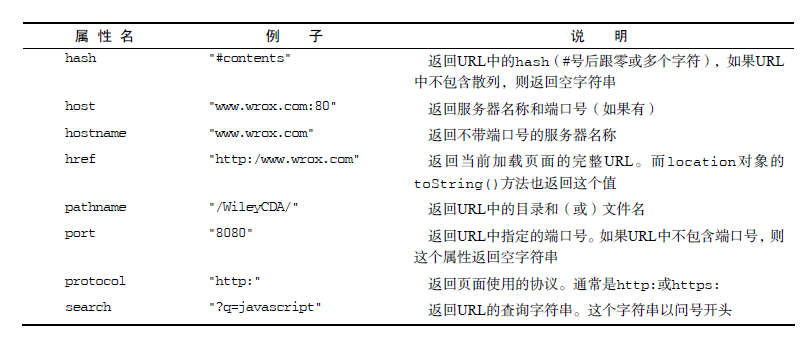 属 性 名 例 子 说 明
hash "#contents" 返回URL中的hash（#号后跟零或多个字符），如果URL
中不包含散列，则返回空字符串
host "www.wrox.com:80" 返回服务器名称和端口号（如果有）
hostname "www.wrox.com" 返回不带端口号的服务器名称
href "http:/www.wrox.com" 返回当前加载页面的完整URL。而location对象的
toString()方法也返回这个值
pathname "/WileyCDA/" 返回URL中的目录和（或）文件名
port "8080" 返回URL中指定的端口号。如果URL中不包含端口号，则
这个属性返回空字符串
protocol "http:" 返回页面使用的协议。通常是http:或https:
search "?q=javascript" 返回URL的查询字符串。这个字符串以问号开头